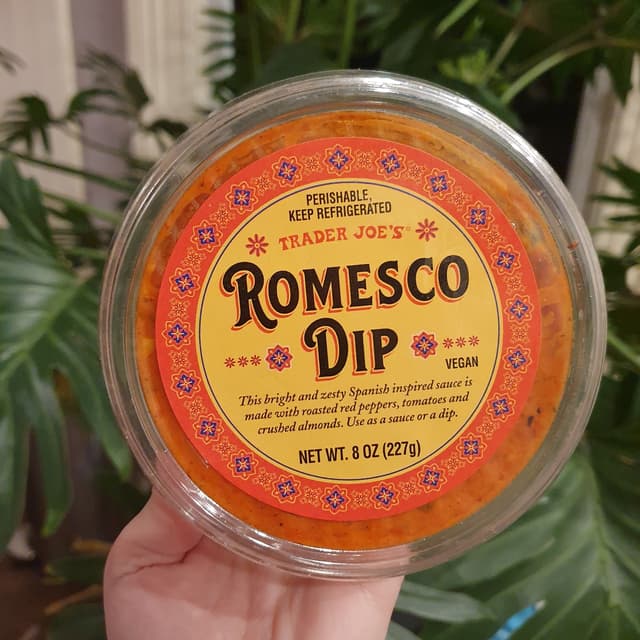 PERISHABLE,
KEEP REFRIGERATED
TRADER JOE'S®
ROMESCO
DIP
VEGAN
This bright and zesty Spanish inspired sauce is
made with roasted red peppers, tomatoes and
crushed almonds. Use as a sauce or a dip.
NET WT. 8 OZ (227g)